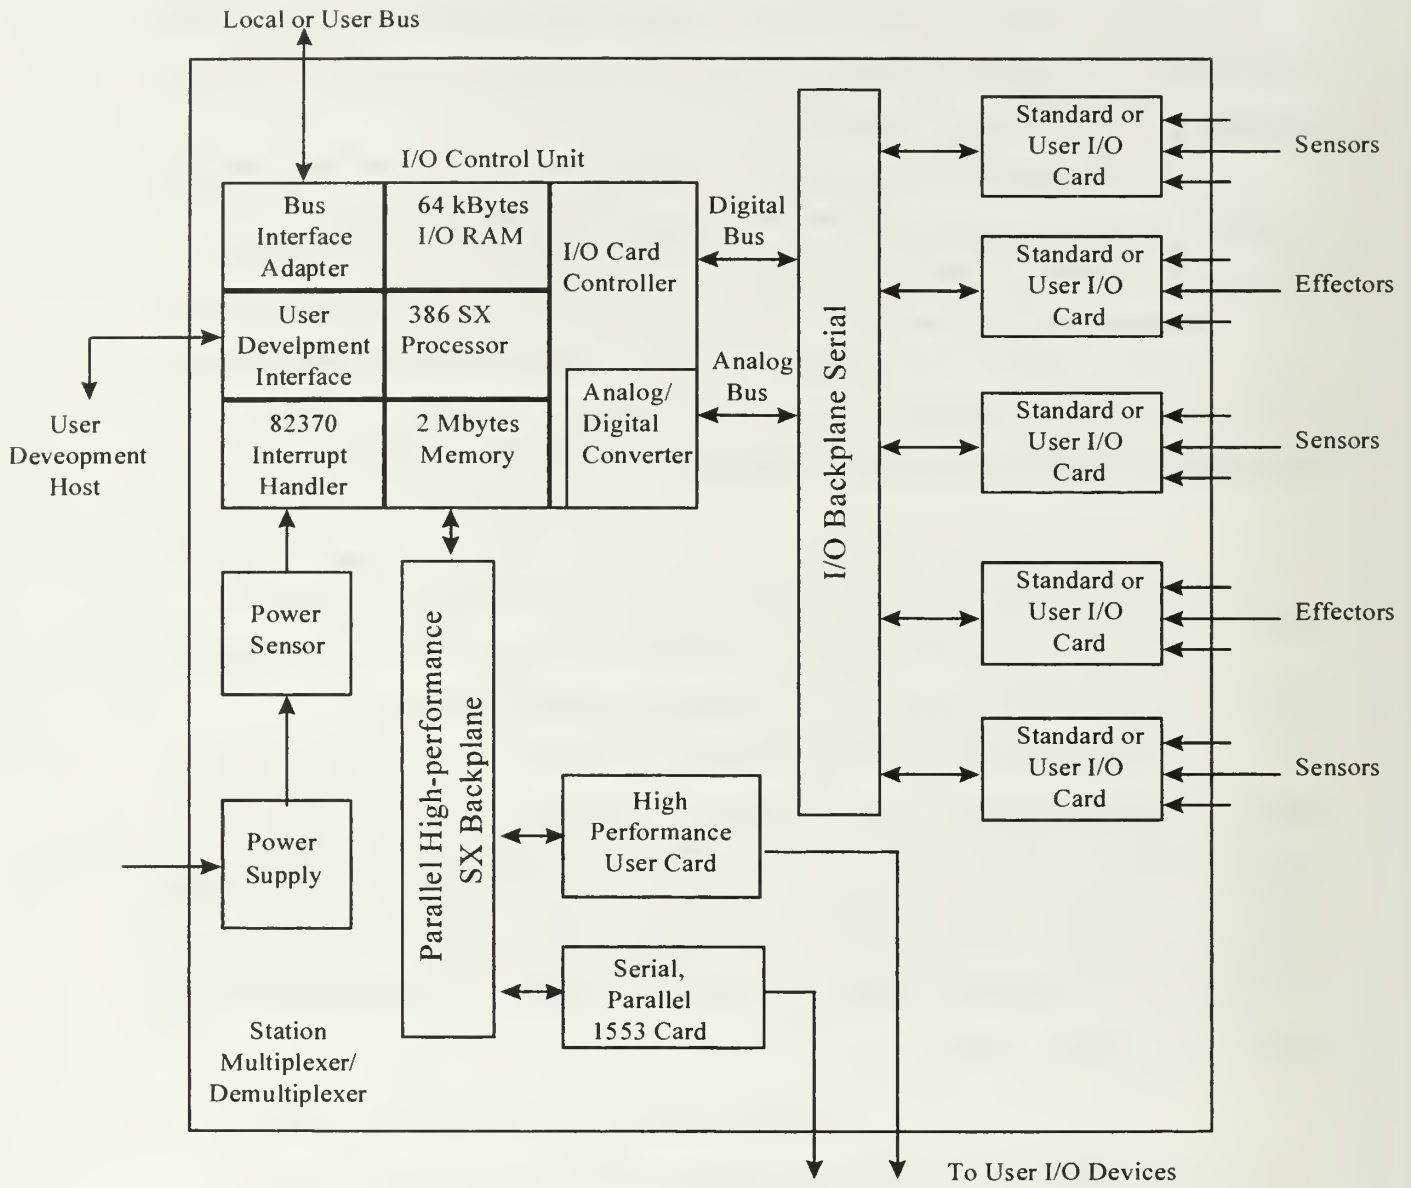 Local or User Bus
I/O Control Unit
Bus
Interface
Adapter
64 kBytes
I/O RAM
I/O Card
Controller
User
Develpment
Interface
386 SX
Processor
82370
Interrupt
Handler
2 Mbytes
Memory
Analog/
Digital
Converter
Digital
Bus
Analog
Bus
I/O Backplane Serial
Standard or
User I/O
Card
Sensors
Standard or
User I/O
Card
Effectors
Standard or
User I/O
Card
Sensors
Standard or
User I/O
Card
Effectors
Standard or
User I/O
Card
Sensors
User
Deveopment
Host
Power
Sensor
Power
Supply
Parallel High-performance
SX Backplane
High
Performance
User Card
Serial,
Parallel
1553 Card
Station
Multiplexer/
Demultiplexer
To User I/O Devices